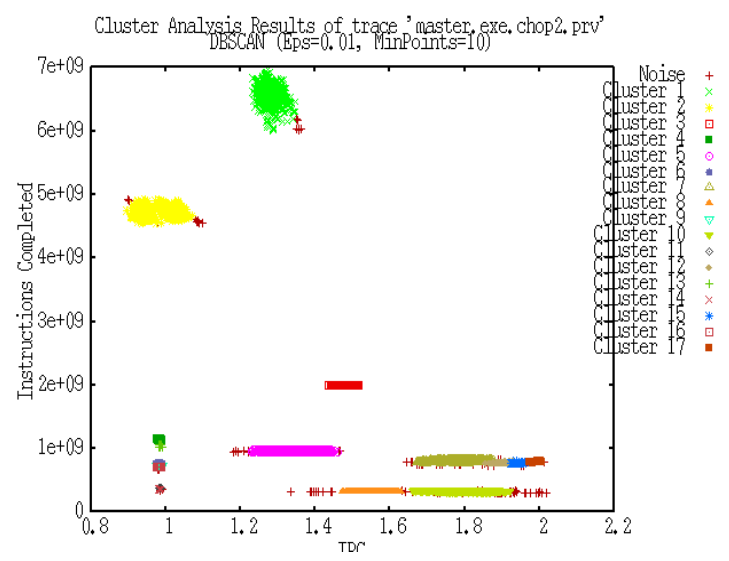 Cluster Analysis Results of trace 'master.exe.chop2.prv'
DBSCAN (Eps=0.01, MinPoints=10)
7e+09
6e+09
5e+09
4e+09
3e+09
2e+09
1e+09
0
Instructions Completed
0.8
1
1.2
1.4
1.6
1.8
2
2.2
IPC
Noise
Cluster 1
Cluster 2
Cluster 3
Cluster 4
Cluster 5
Cluster 6
Cluster 7
Cluster 8
Cluster 9
Cluster 10
Cluster 11
Cluster 12
Cluster 13
Cluster 14
Cluster 15
Cluster 16
Cluster 17